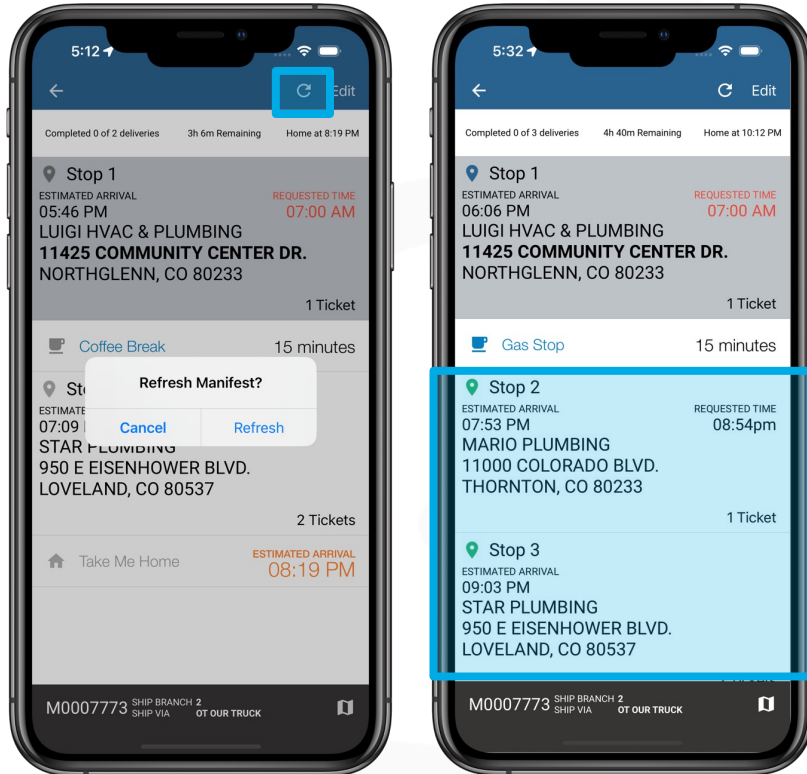 5:12
Edit
Completed 0 of 2 deliveries 3h 6m Remaining Home at 8:19 PM
Stop 1
ESTIMATED ARRIVAL REQUESTED TIME
05:46 PM 07:00 AM
LUIGI HVAC & PLUMBING
11425 COMMUNITY CENTER DR.
NORTHGLENN, CO 80233
1 Ticket
Coffee Break 15 minutes
Refresh Manifest?
Cancel Refresh
07:09
STAR PLUMBING
950 E EISENHOWER BLVD.
LOVELAND, CO 80537
2 Tickets
Take Me Home ESTIMATED ARRIVAL
08:19 PM
M0007773 SHIP BRANCH 2
SHIP VIA OT OUR TRUCK
5:32
Edit
Completed 0 of 3 deliveries 4h 40m Remaining Home at 10:12 PM
Stop 1
ESTIMATED ARRIVAL REQUESTED TIME
06:06 PM 07:00 AM
LUIGI HVAC & PLUMBING
11425 COMMUNITY CENTER DR.
NORTHGLENN, CO 80233
1 Ticket
Gas Stop 15 minutes
Stop 2
ESTIMATED ARRIVAL REQUESTED TIME
07:53 PM 08:54pm
MARIO PLUMBING
11000 COLORADO BLVD.
THORNTON, CO 80233
1 Ticket
Stop 3
ESTIMATED ARRIVAL
09:03 PM
STAR PLUMBING
950 E EISENHOWER BLVD.
LOVELAND, CO 80537
M0007773 SHIP BRANCH 2
SHIP VIA OT OUR TRUCK